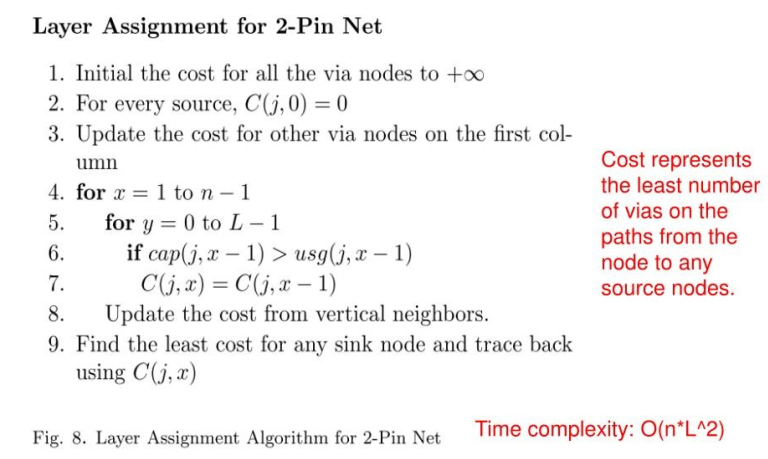 Layer Assignment for 2-Pin Net
1. Initial the cost for all the via nodes to +∞
2. For every source, C(j, 0) = 0
3. Update the cost for other via nodes on the first col-
umn
4. for x = 1 to n − 1
5. for y = 0 to L − 1
6. if cap(j, x − 1) > usg(j, x − 1)
7. C(j, x) = C(j, x − 1)
8. Update the cost from vertical neighbors.
9. Find the least cost for any sink node and trace back
using C(j, x)
Cost represents
the least number
of vias on the
paths from the
node to any
source nodes.
Fig. 8. Layer Assignment Algorithm for 2-Pin Net
Time complexity: O(n*L^2)